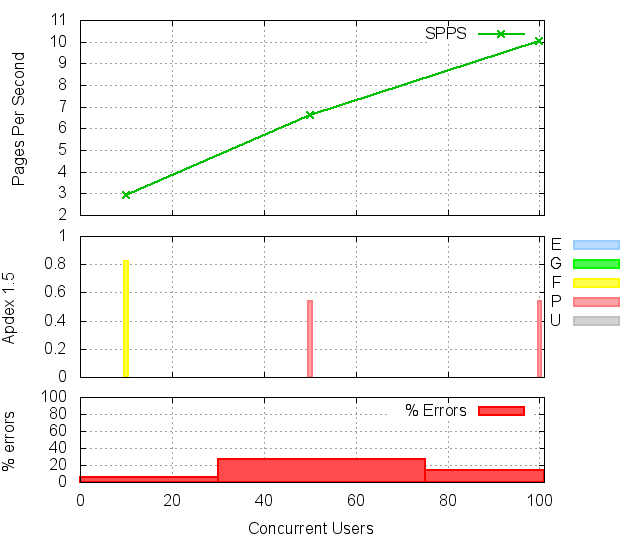 11
10
9
8
7
6
5
4
3
2
Pages Per Second
SPPS
1
0.8
0.6
0.4
0.2
0
Apdex 1.5
E
G
F
P
U
100
80
60
40
20
0
% errors
% Errors
0 20 40 60 80 100
Concurrent Users